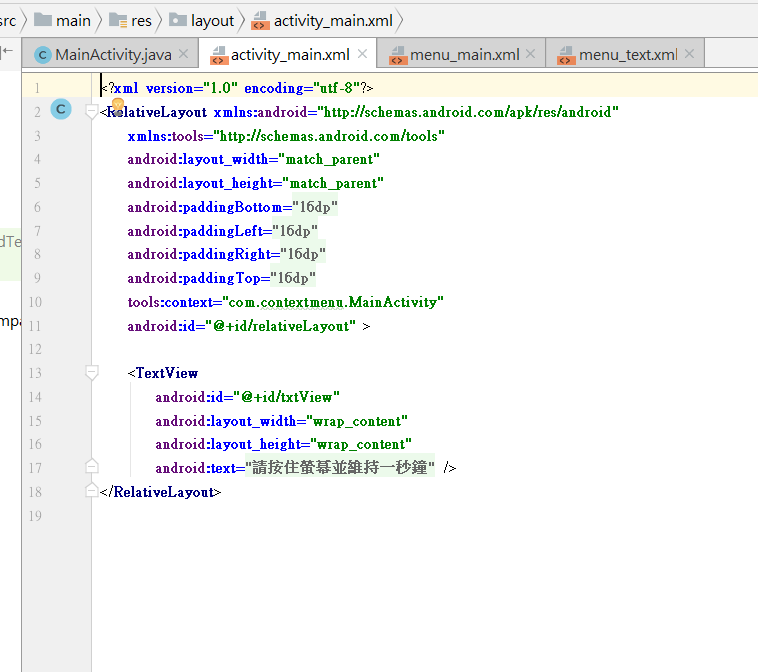 src main res layout activity_main.xml
MainActivity.java activity_main.xml menu_main.xml menu_text.xml
1 <?xml version="1.0" encoding="utf-8"?>
2 <RelativeLayout xmlns:android="http://schemas.android.com/apk/res/android"
3 xmlns:tools="http://schemas.android.com/tools"
4 android:layout_width="match_parent"
5 android:layout_height="match_parent"
6 android:paddingBottom="16dp"
7 android:paddingLeft="16dp"
8 android:paddingRight="16dp"
9 android:paddingTop="16dp"
10 tools:context="com.contextmenu.MainActivity"
11 android:id="@+id/relativeLayout" >
12
13 <TextView
14 android:id="@+id/txtView"
15 android:layout_width="wrap_content"
16 android:layout_height="wrap_content"
17 android:text="請按住螢幕並維持一秒鐘" />
18 </RelativeLayout>
19